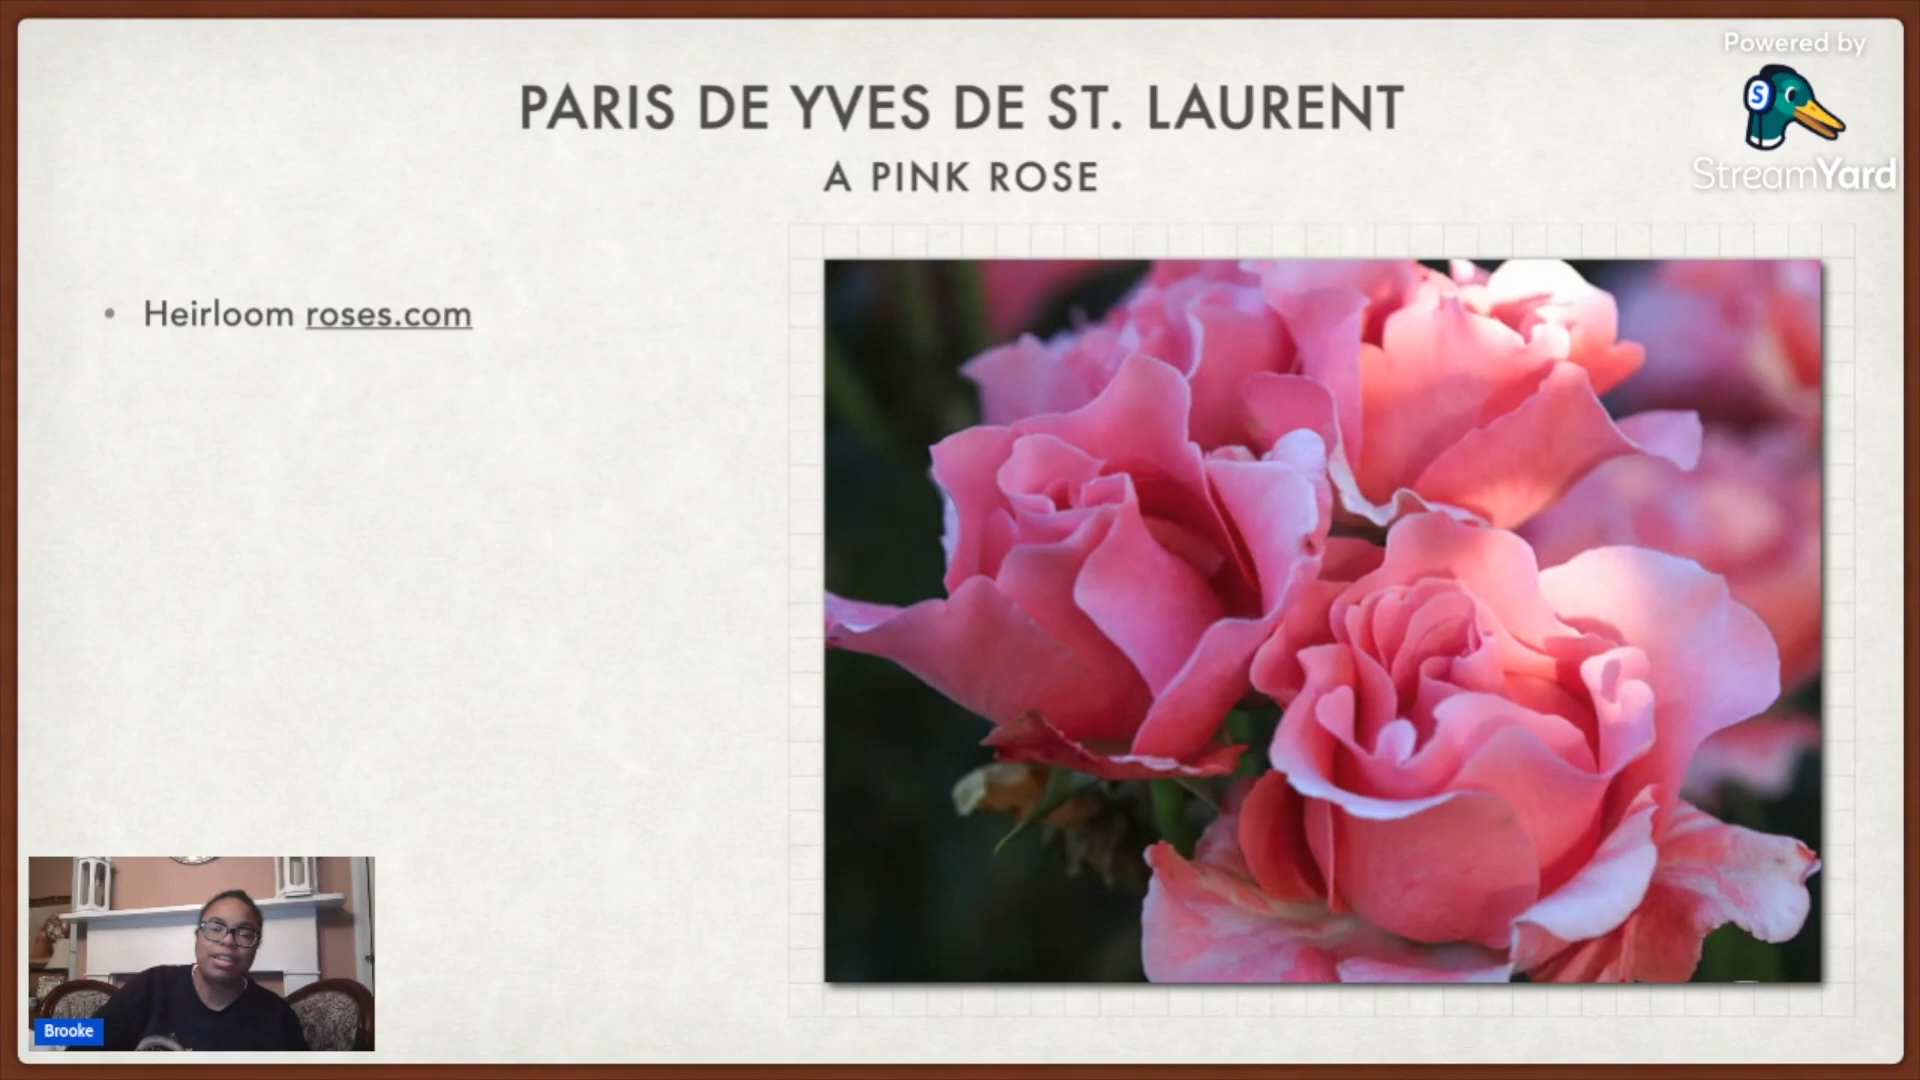 Powered by
S
StreamYard
PARIS DE YVES DE ST. LAURENT
A PINK ROSE
• Heirloom roses.com
Brooke